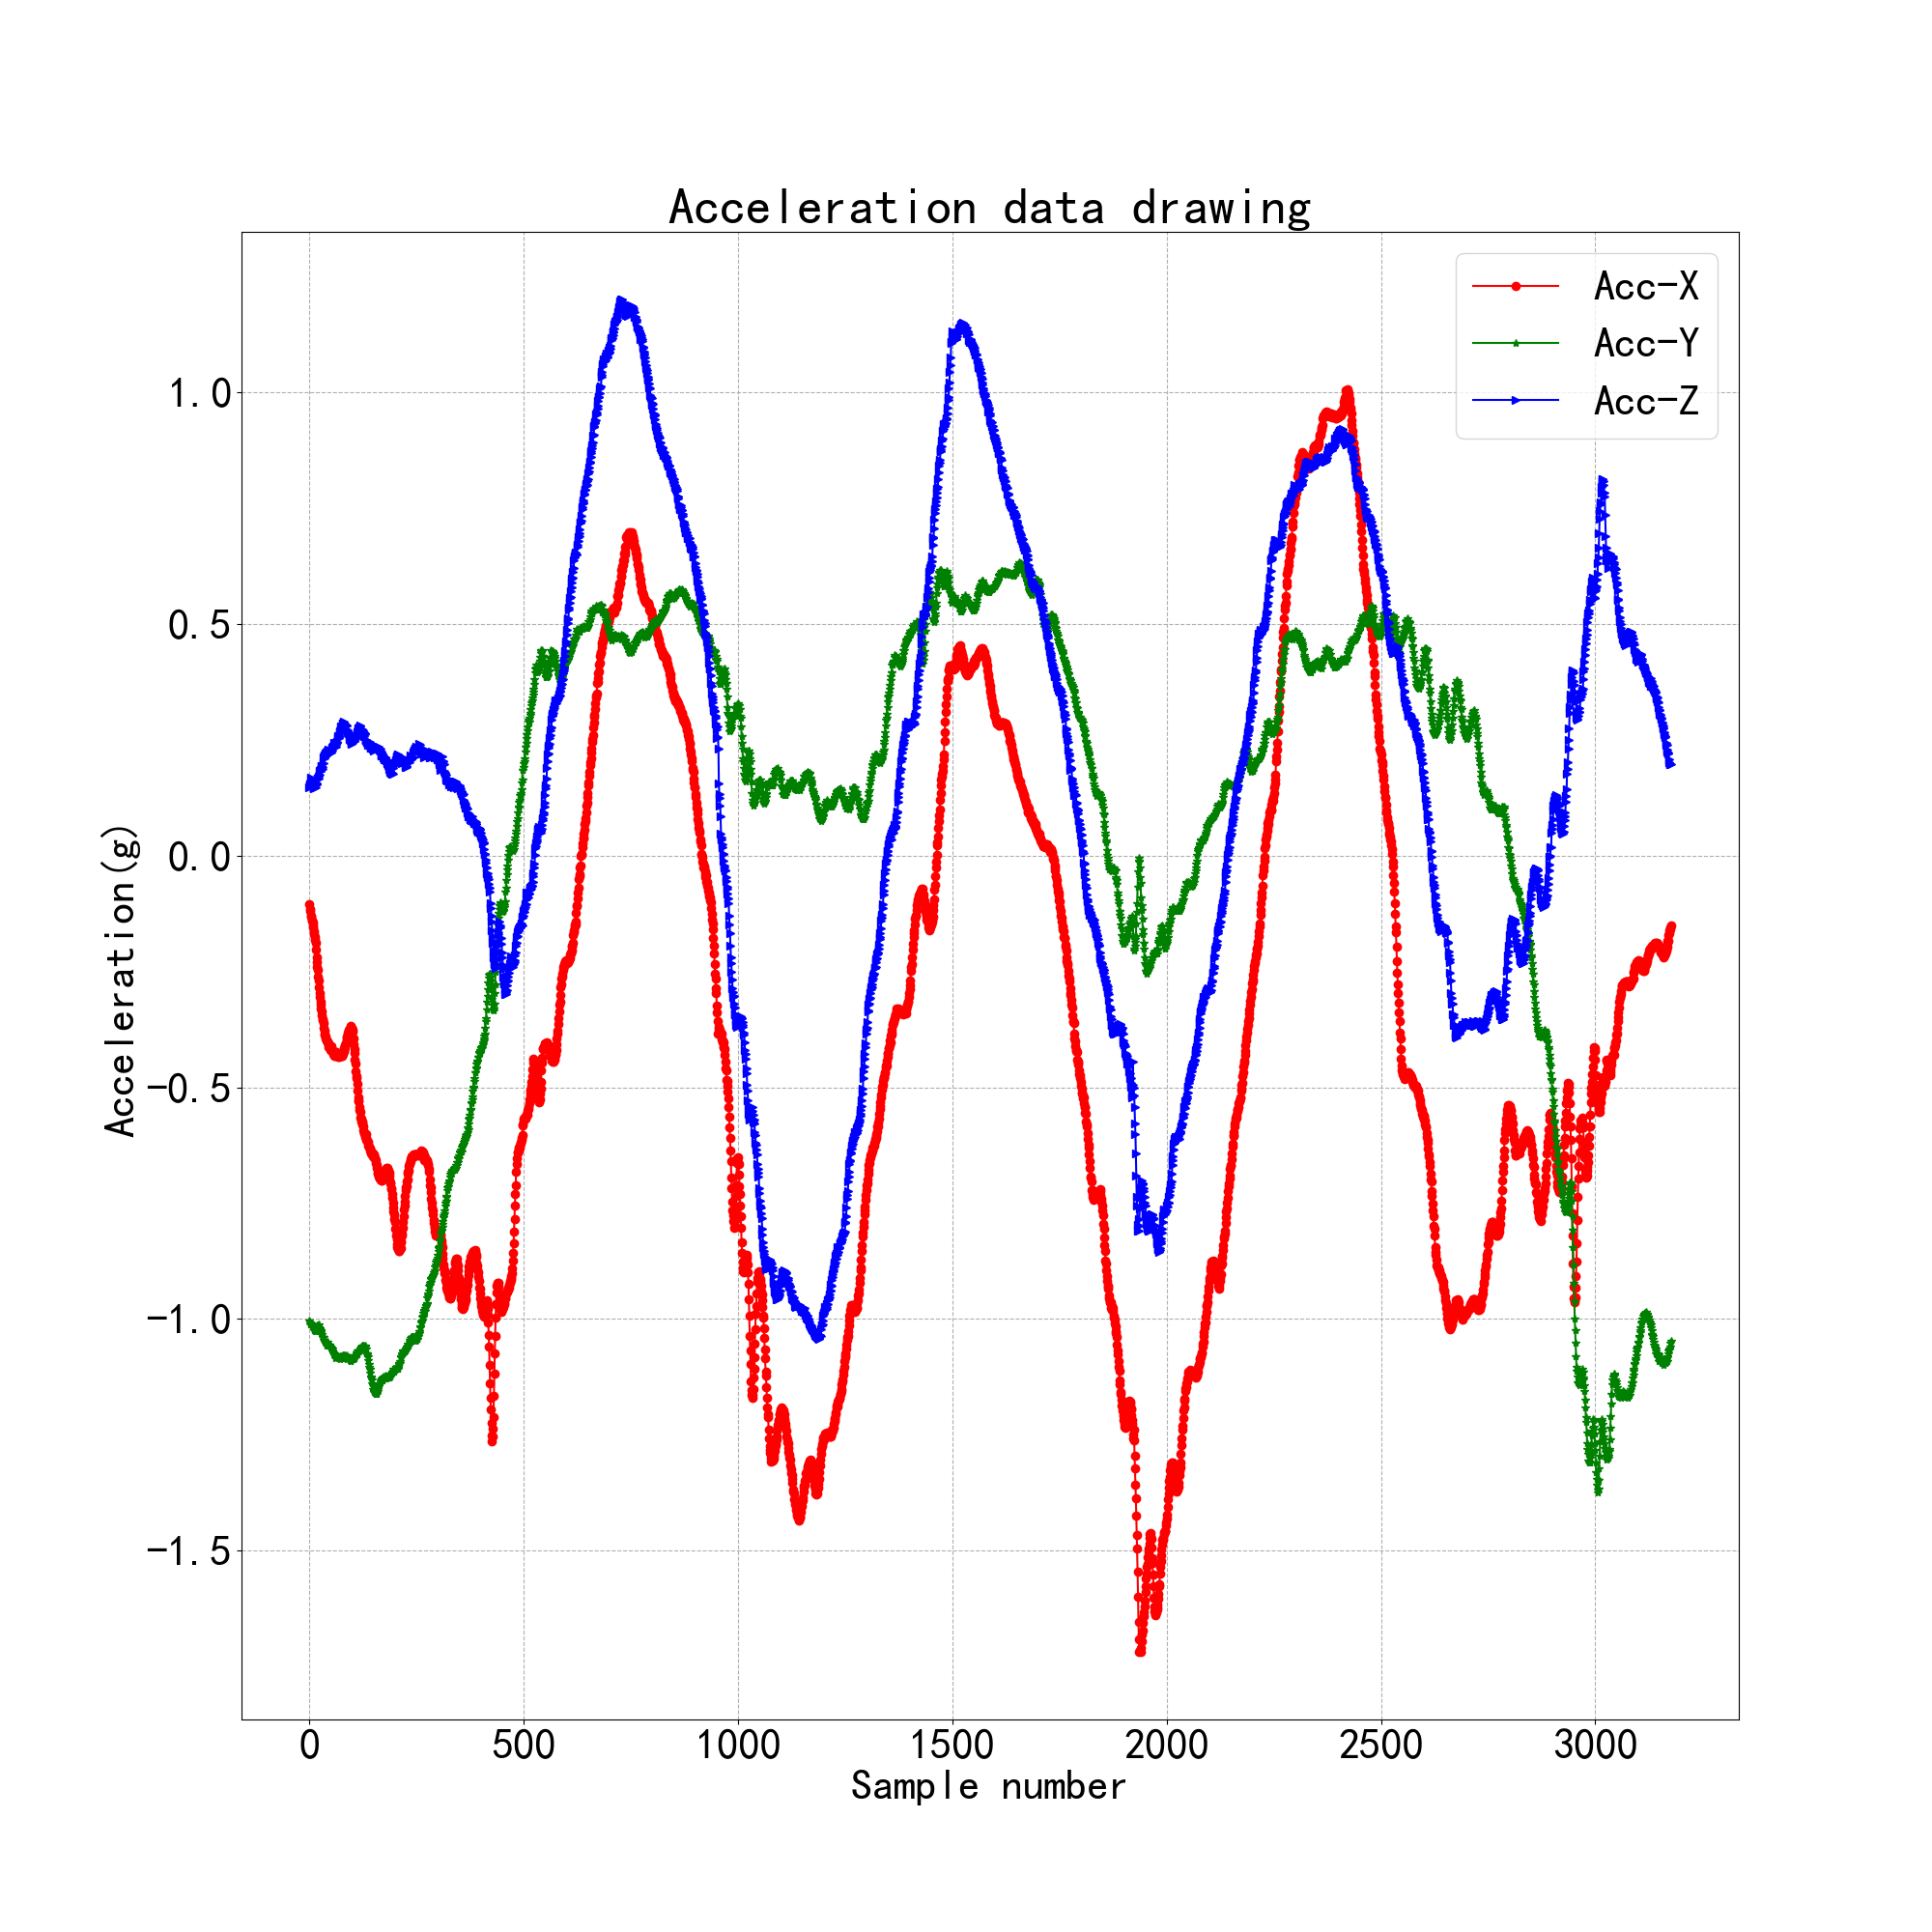 Acceleration data drawing
Acc-X
Acc-Y
Acc-Z
1.0
0.5
0.0
-0.5
-1.0
-1.5
Acceleration(g)
0 500 1000 1500 2000 2500 3000
Sample number